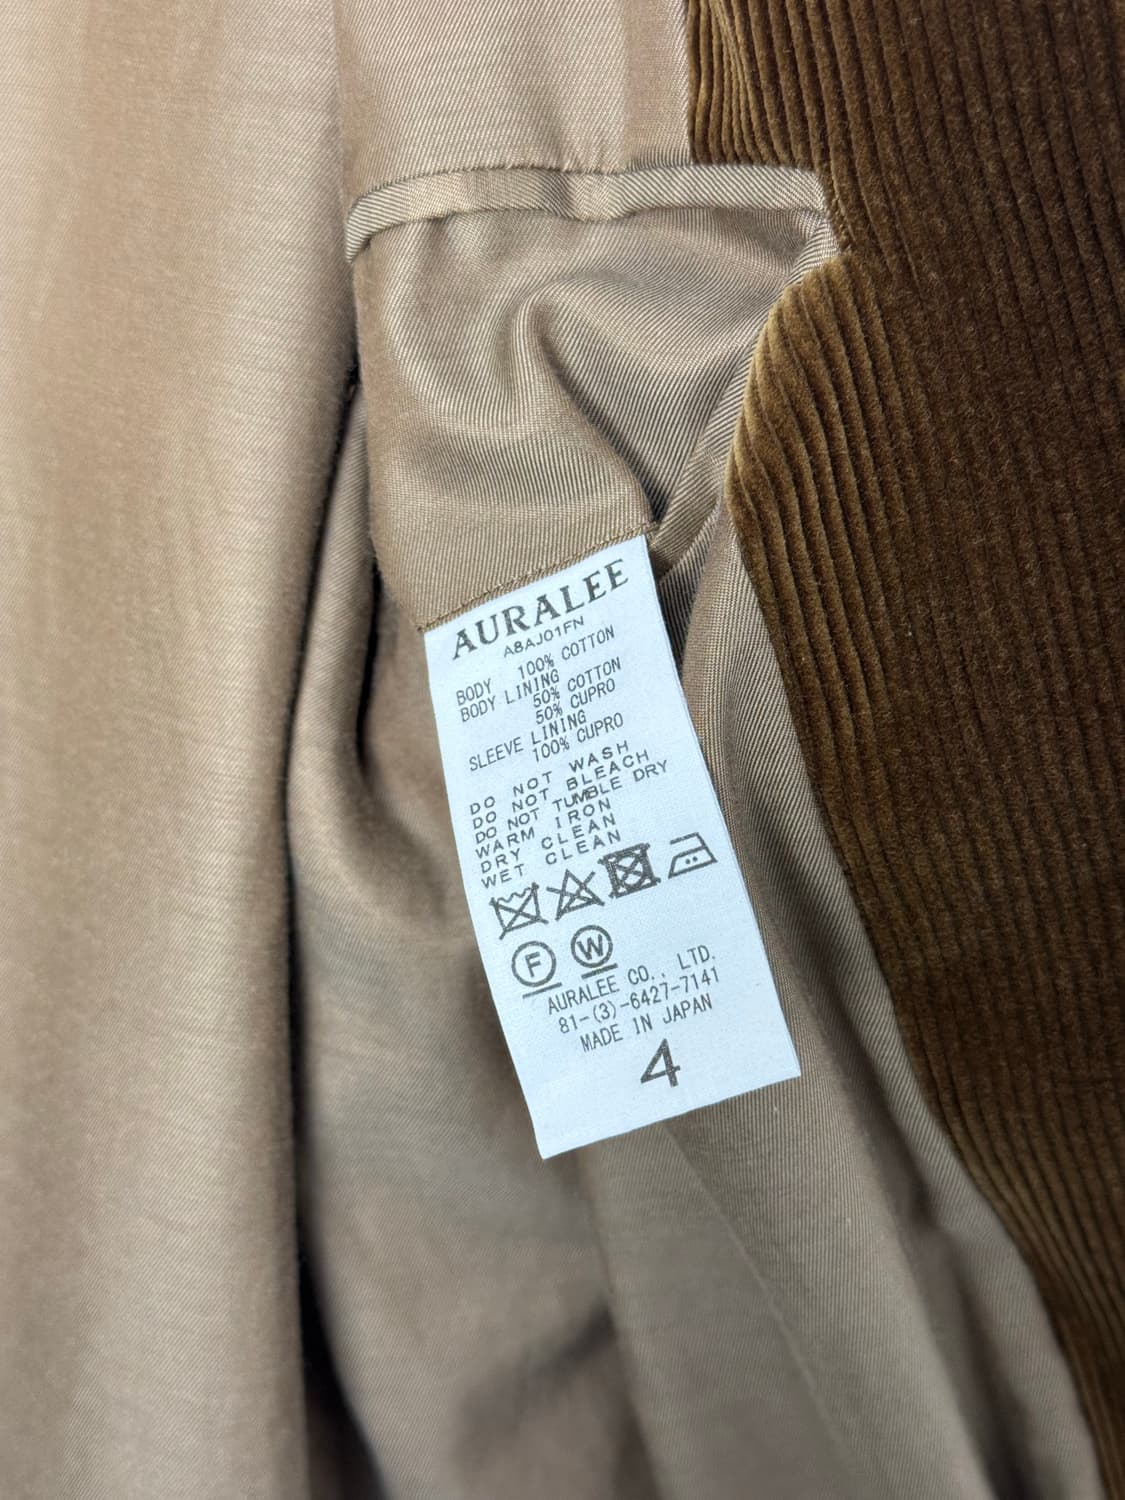 AURALEE
A8AJ01FN
BODY 100% COTTON
BODY LINING
50% COTTON
50% CUPRO
SLEEVE LINING
100% CUPRO
DO NOT WASH
DO NOT BLEACH
DO NOT TUMBLE DRY
WARM IRON
DRY CLEAN
WET CLEAN
F W
AURALEE CO., LTD.
81-(3)-6427-7141
MADE IN JAPAN
4